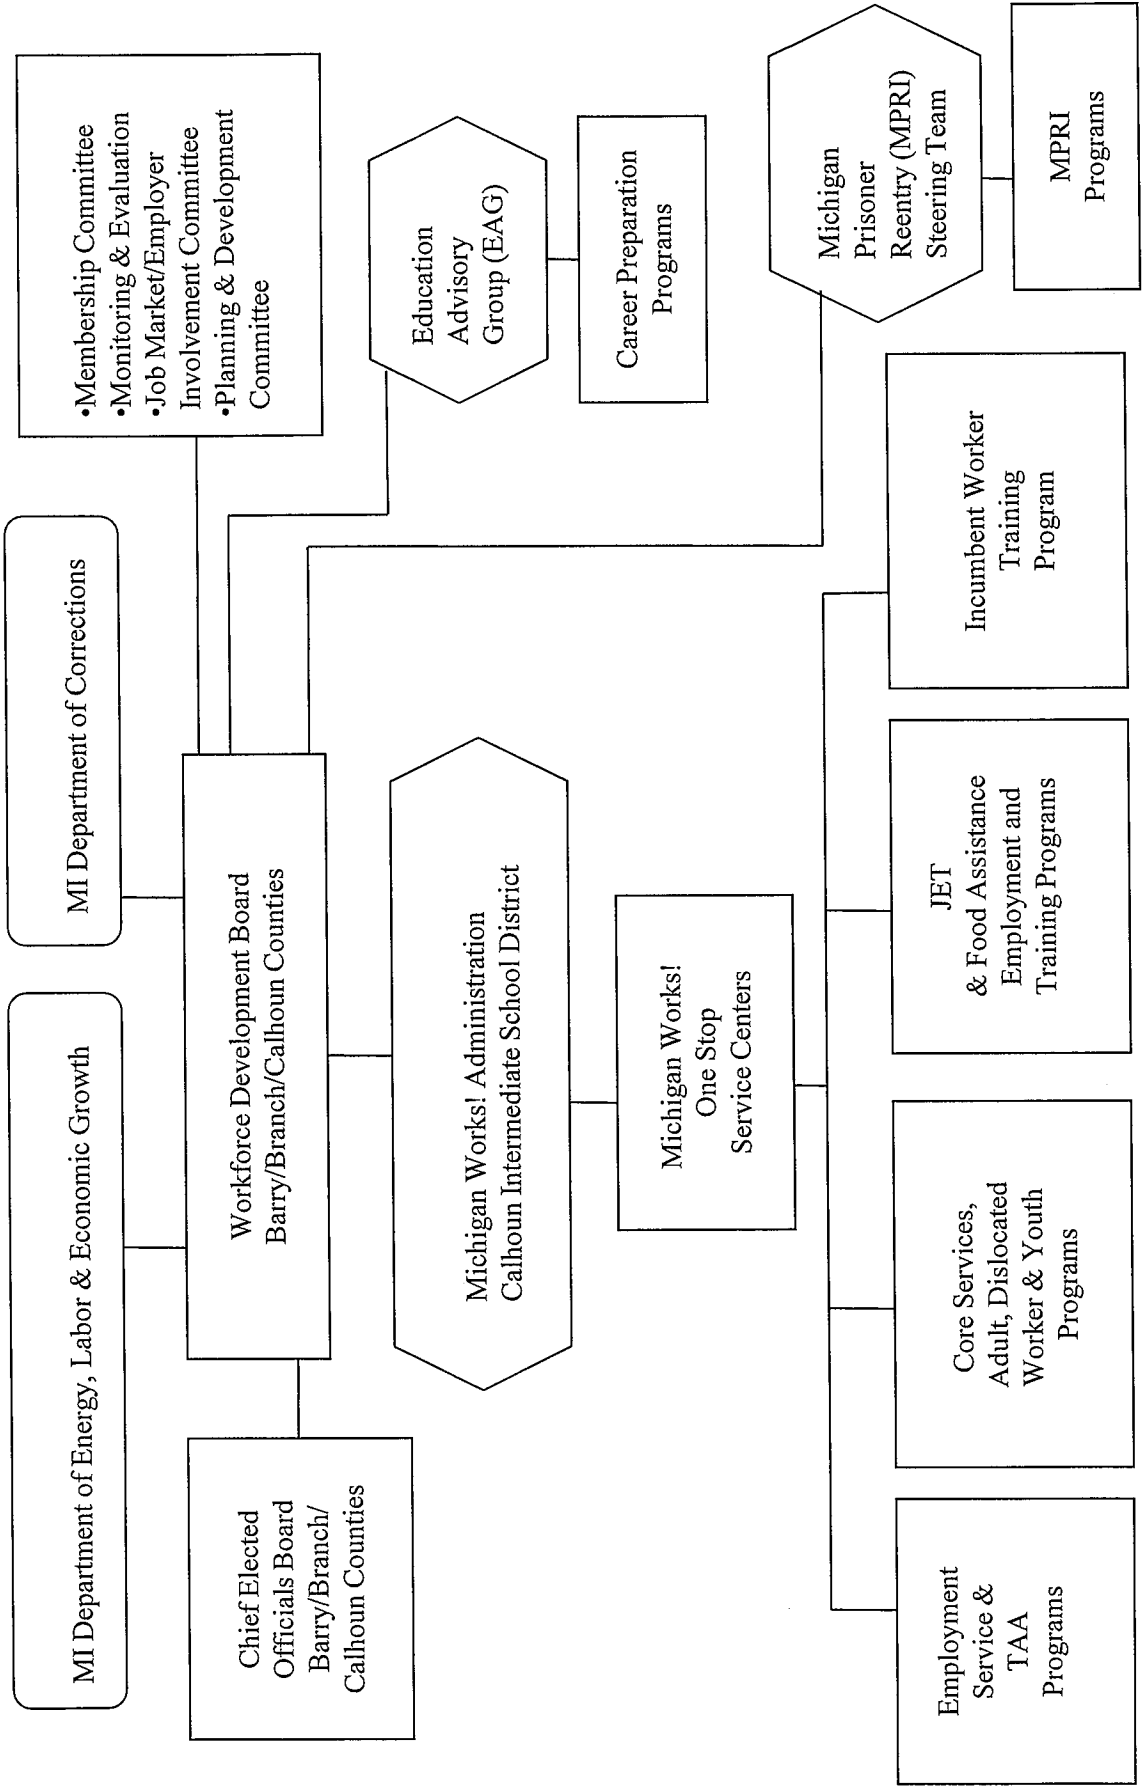 MI Department of Energy, Labor & Economic Growth
MI Department of Corrections
Chief Elected
Officials Board
Barry/Branch/
Calhoun Counties
Workforce Development Board
Barry/Branch/Calhoun Counties
•Membership Committee
•Monitoring & Evaluation
•Job Market/Employer
Involvement Committee
•Planning & Development
Committee
Michigan Works! Administration
Calhoun Intermediate School District
Education
Advisory
Group (EAG)
Career Preparation
Programs
Michigan Works!
One Stop
Service Centers
Michigan
Prisoner
Reentry (MPRI)
Steering Team
MPRI
Programs
Employment
Service &
TAA
Programs
Core Services,
Adult, Dislocated
Worker & Youth
Programs
JET
& Food Assistance
Employment and
Training Programs
Incumbent Worker
Training
Program